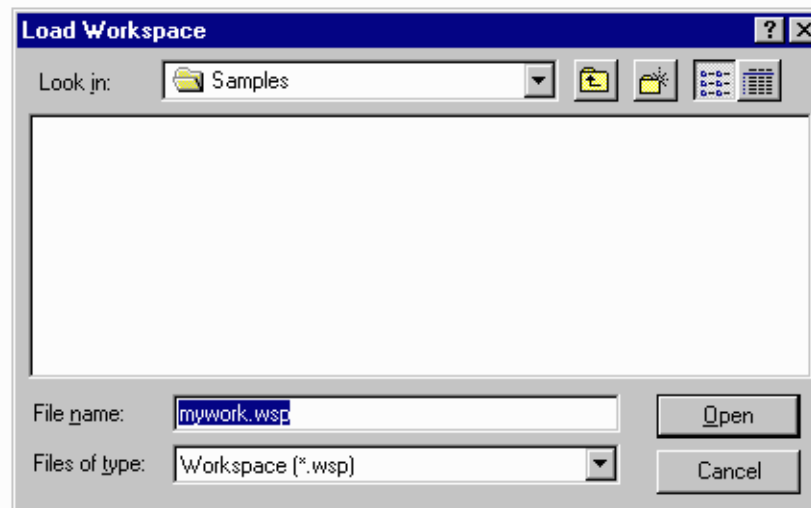 Load Workspace
Look in: Samples
File name: mywork.wsp Open
Files of type: Workspace (*.wsp) Cancel